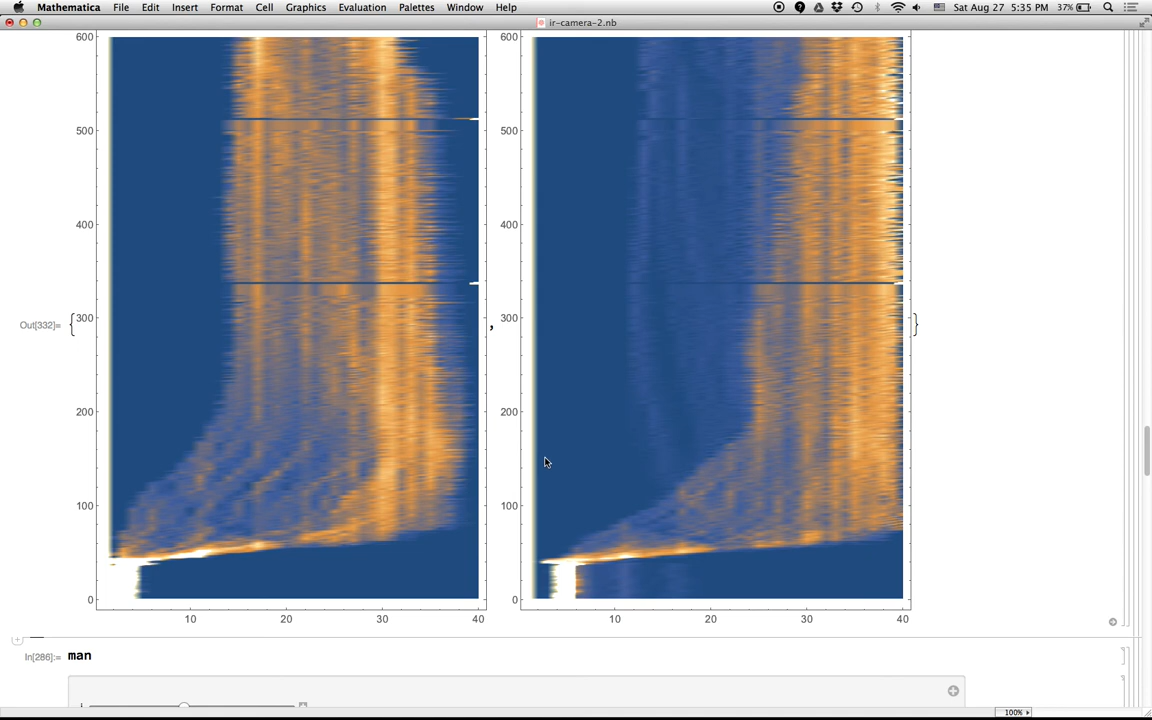 Mathematica File Edit Insert Format Cell Graphics Evaluation Palettes Window Help Sat Aug 27 5:35 PM 37%
ir-camera-2.nb
600 600
500 500
400 400
Out[332]= { , }
300 300
200 200
100 100
0 0
10 20 30 40 10 20 30 40
In[286]:= man
100%